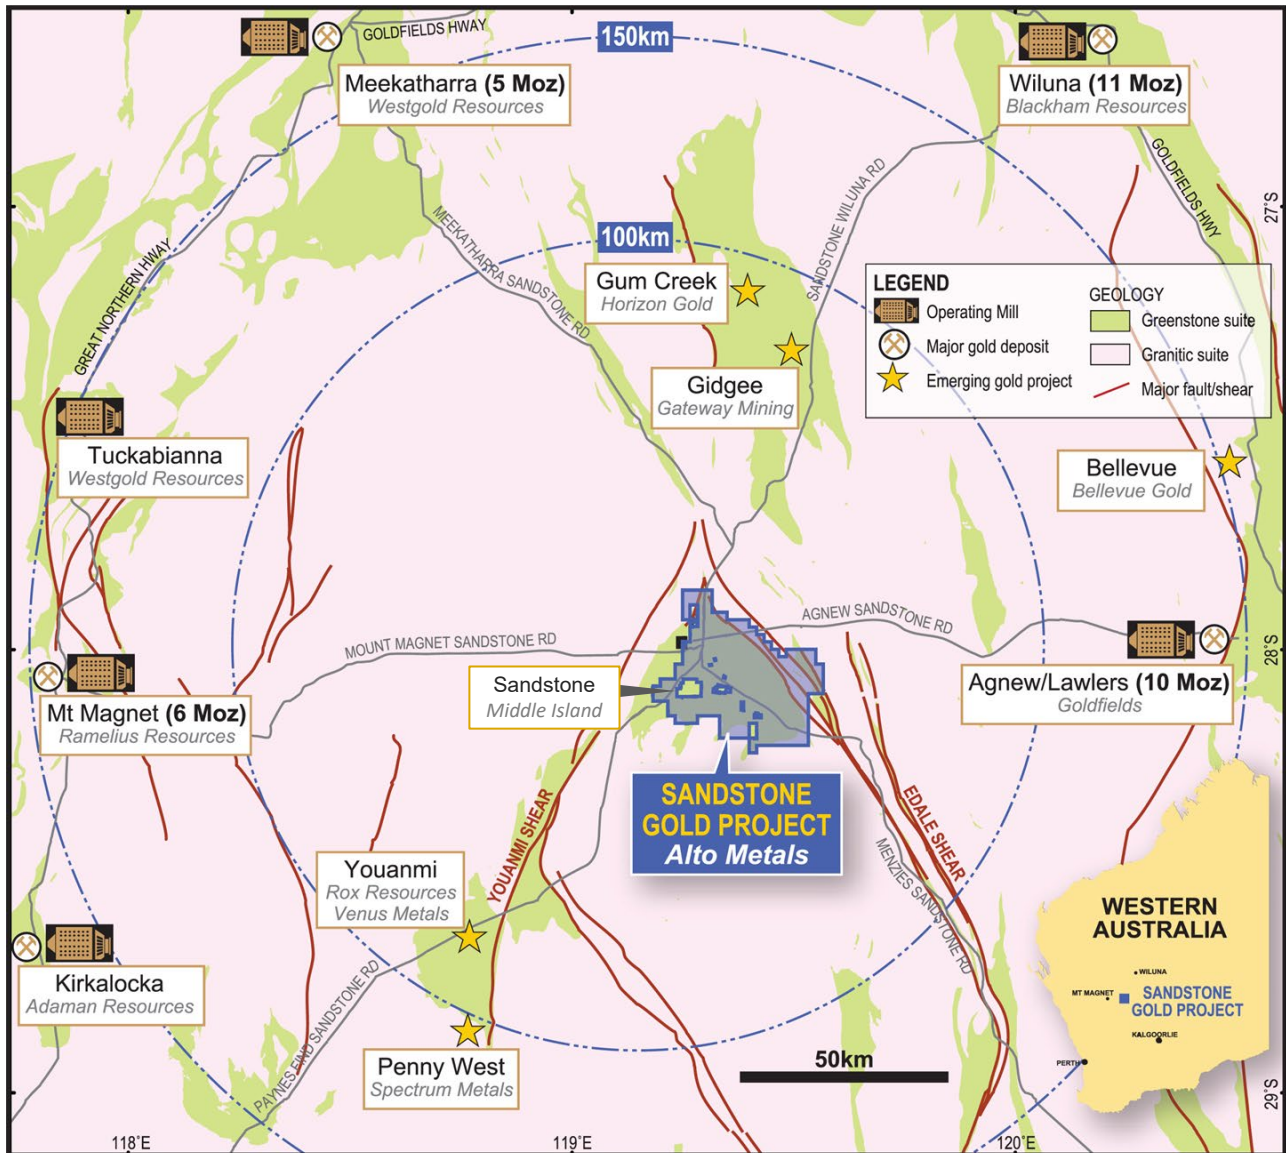 GOLDFIELDS HWAY
150km
Meekatharra (5 Moz)
Westgold Resources
Wiluna (11 Moz)
Blackham Resources
GOLDFIELDS HWY
27°S
MEEKATHARRA SANDSTONE RD
SANDSTONE WILUNA RD
100km
GREAT NORTHERN HWAY
Gum Creek
Horizon Gold
LEGEND
Operating Mill
Major gold deposit
Emerging gold project
GEOLOGY
Greenstone suite
Granitic suite
Major fault/shear
Gidgee
Gateway Mining
Tuckabianna
Westgold Resources
Bellevue
Bellevue Gold
MOUNT MAGNET SANDSTONE RD
AGNEW SANDSTONE RD
28°S
Sandstone
Middle Island
Agnew/Lawlers (10 Moz)
Goldfields
Mt Magnet (6 Moz)
Ramelius Resources
SANDSTONE
GOLD PROJECT
Alto Metals
YOUANMI SHEAR
EDALE SHEAR
MENZIES SANDSTONE RD
Youanmi
Rox Resources
Venus Metals
Kirkalocka
Adaman Resources
PAYNES FIND SANDSTONE RD
Penny West
Spectrum Metals
50km
WESTERN
AUSTRALIA
WILUNA
MT MAGNET
SANDSTONE
GOLD PROJECT
KALGOORLIE
PERTH
29°S
118°E
119°E
120°E